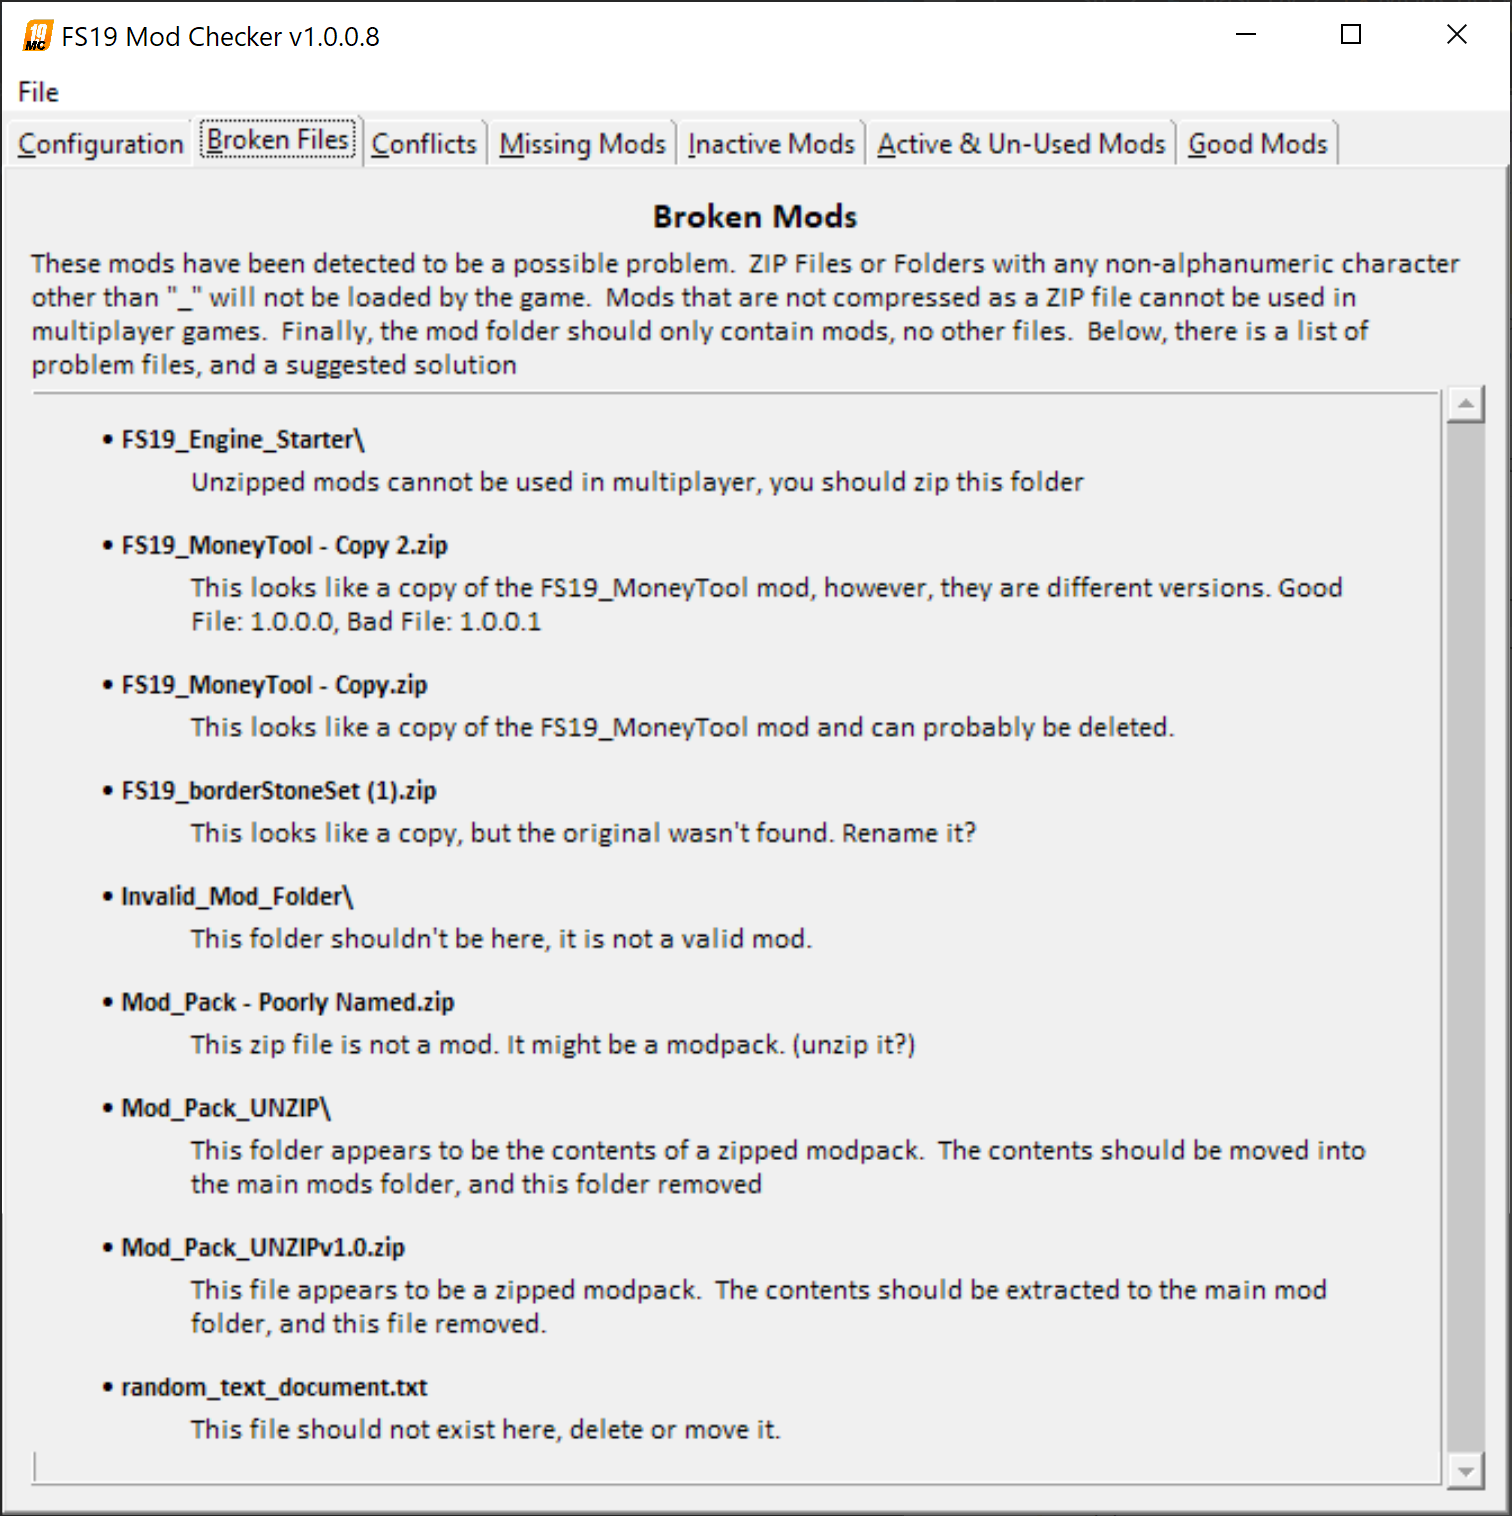 19
MC
FS19 Mod Checker v1.0.0.8
File
Configuration Broken Files Conflicts Missing Mods Inactive Mods Active & Un-Used Mods Good Mods
Broken Mods
These mods have been detected to be a possible problem.  ZIP Files or Folders with any non-alphanumeric character
other than "_" will not be loaded by the game.  Mods that are not compressed as a ZIP file cannot be used in
multiplayer games.  Finally, the mod folder should only contain mods, no other files.  Below, there is a list of
problem files, and a suggested solution
• FS19_Engine_Starter\
Unzipped mods cannot be used in multiplayer, you should zip this folder
• FS19_MoneyTool - Copy 2.zip
This looks like a copy of the FS19_MoneyTool mod, however, they are different versions. Good
File: 1.0.0.0, Bad File: 1.0.0.1
• FS19_MoneyTool - Copy.zip
This looks like a copy of the FS19_MoneyTool mod and can probably be deleted.
• FS19_borderStoneSet (1).zip
This looks like a copy, but the original wasn't found. Rename it?
• Invalid_Mod_Folder\
This folder shouldn't be here, it is not a valid mod.
• Mod_Pack - Poorly Named.zip
This zip file is not a mod. It might be a modpack. (unzip it?)
• Mod_Pack_UNZIP\
This folder appears to be the contents of a zipped modpack.  The contents should be moved into
the main mods folder, and this folder removed
• Mod_Pack_UNZIPv1.0.zip
This file appears to be a zipped modpack.  The contents should be extracted to the main mod
folder, and this file removed.
• random_text_document.txt
This file should not exist here, delete or move it.